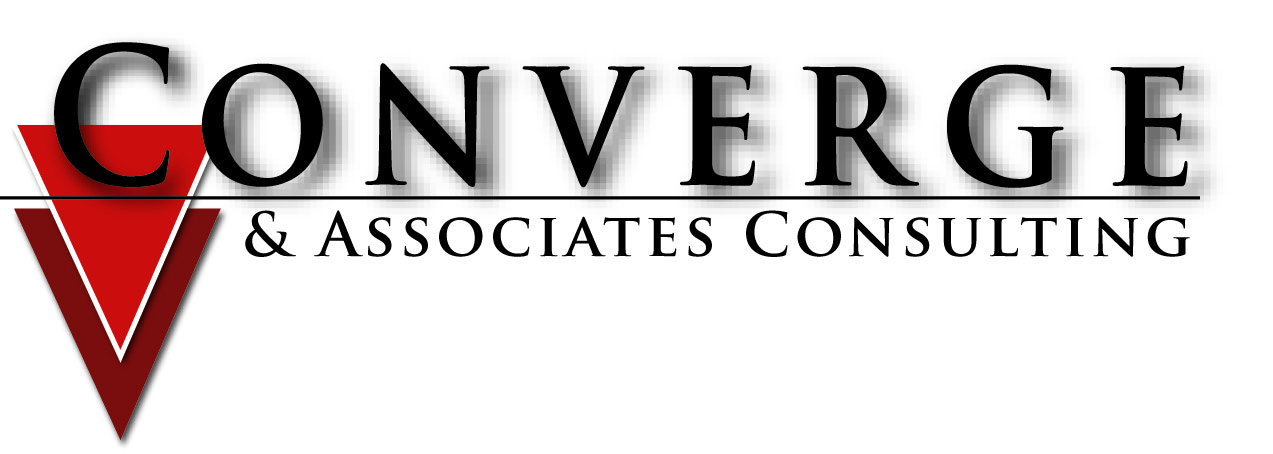 CONVERGE
& ASSOCIATES CONSULTING